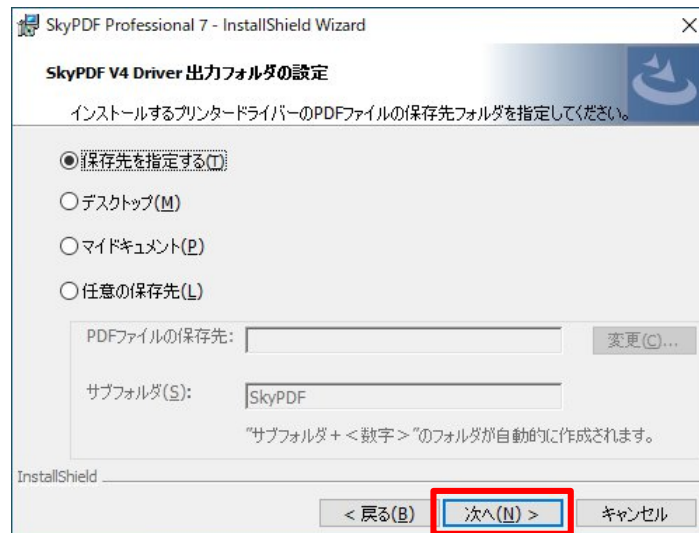 SkyPDF Professional 7 - InstallShield Wizard
SkyPDF V4 Driver 出力フォルダの設定
インストールするプリンタードライバーのPDFファイルの保存先フォルダを指定してください。
保存先を指定する(T)
デスクトップ(M)
マイドキュメント(P)
任意の保存先(L)
PDFファイルの保存先:
変更(C)...
サブフォルダ(S):
SkyPDF
"サブフォルダ+<数字>"のフォルダが自動的に作成されます。
InstallShield
< 戻る(B)
次へ(N) >
キャンセル